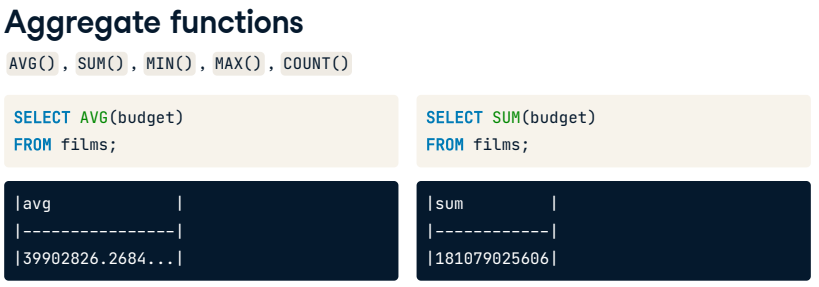 Aggregate functions
AVG() , SUM() , MIN() , MAX() , COUNT()
SELECT AVG(budget)
FROM films;
|avg             |
|----------------|
|39902826.2684...|
SELECT SUM(budget)
FROM films;
|sum         |
|------------|
|181079025606|